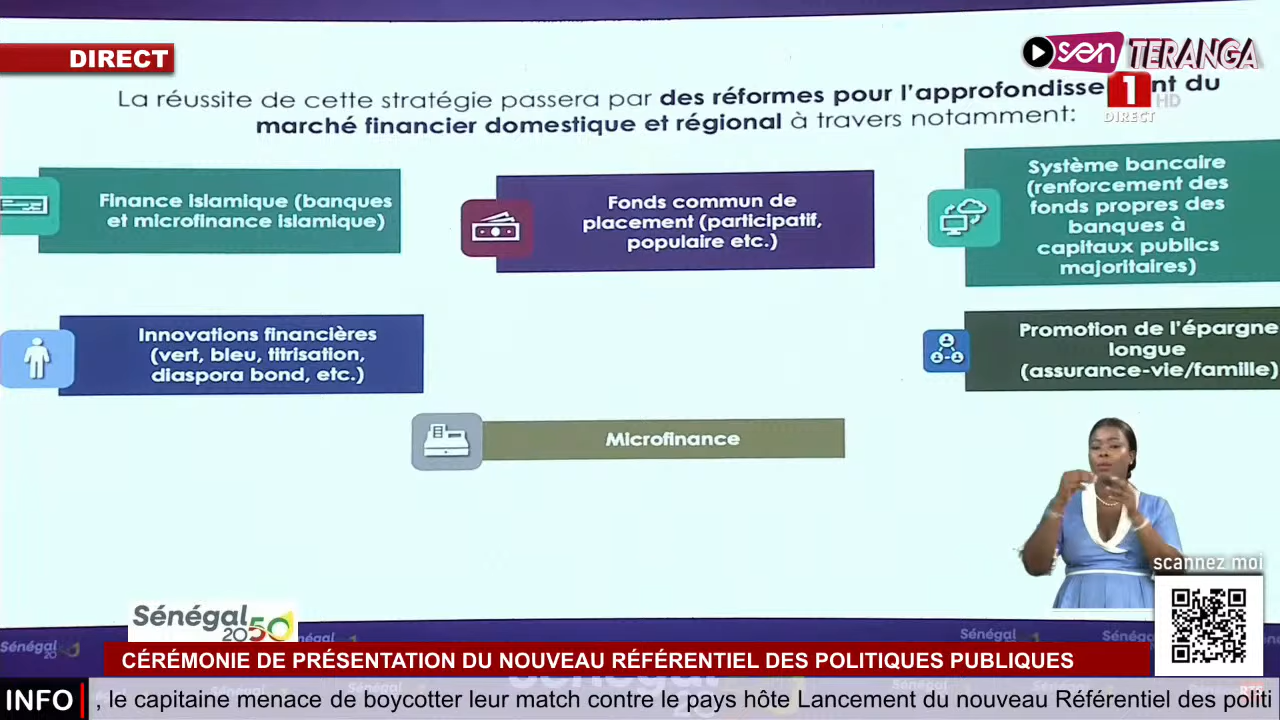 DIRECT
sen TERANGA
1
HD
DIRECT
La réussite de cette stratégie passera par des réformes pour l'approfondisse nt du
marché financier domestique et régional à travers notamment:
Finance islamique (banques
et microfinance islamique)
Fonds commun de
placement (participatif,
populaire etc.)
Système bancaire
(renforcement des
fonds propres des
banques à
capitaux publics
majoritaires)
Innovations financières
(vert, bleu, titrisation,
diaspora bond, etc.)
Promotion de l'épargne
longue
(assurance-vie/famille)
Microfinance
scannez moi
Sénégal
2050
Sénégal
Sénégal
CÉRÉMONIE DE PRÉSENTATION DU NOUVEAU RÉFÉRENTIEL DES POLITIQUES PUBLIQUES
INFO , le capitaine menace de boycotter leur match contre le pays hôte Lancement du nouveau Référentiel des politi